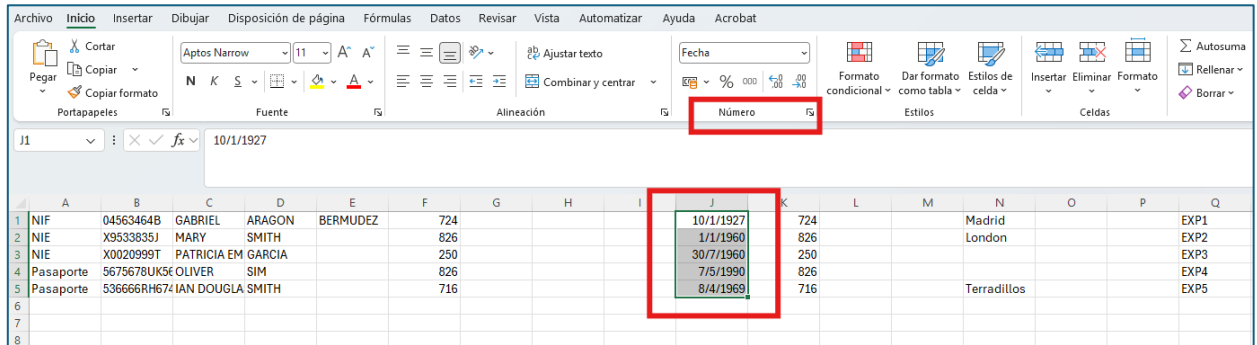 Archivo Inicio Insertar Dibujar Disposición de página Fórmulas Datos Revisar Vista Automatizar Ayuda Acrobat
Pegar
Cortar
Copiar
Copiar formato
Portapapeles
Aptos Narrow 11 A^ Aˇ
N K S A
Fuente
ab Ajustar texto
Combinar y centrar
Alineación
Fecha
% 000 ,00
Número
Formato condicional
Dar formato como tabla
Estilos de celda
Estilos
Insertar Eliminar Formato
Celdas
Autosuma
Rellenar
Borrar
J1 fx 10/1/1927
A B C D E F G H I J K L M N O P Q
1 NIF 04563464B GABRIEL ARAGON BERMUDEZ 724 10/1/1927 724 Madrid EXP1
2 NIE X9533835J MARY SMITH 826 1/1/1960 826 London EXP2
3 NIE X0020999T PATRICIA EM GARCIA 250 30/7/1960 250 EXP3
4 Pasaporte 5675678UK56 OLIVER SIM 826 7/5/1990 826 EXP4
5 Pasaporte 536666RH674 IAN DOUGLA SMITH 716 8/4/1969 716 Terradillos EXP5
6
7
8